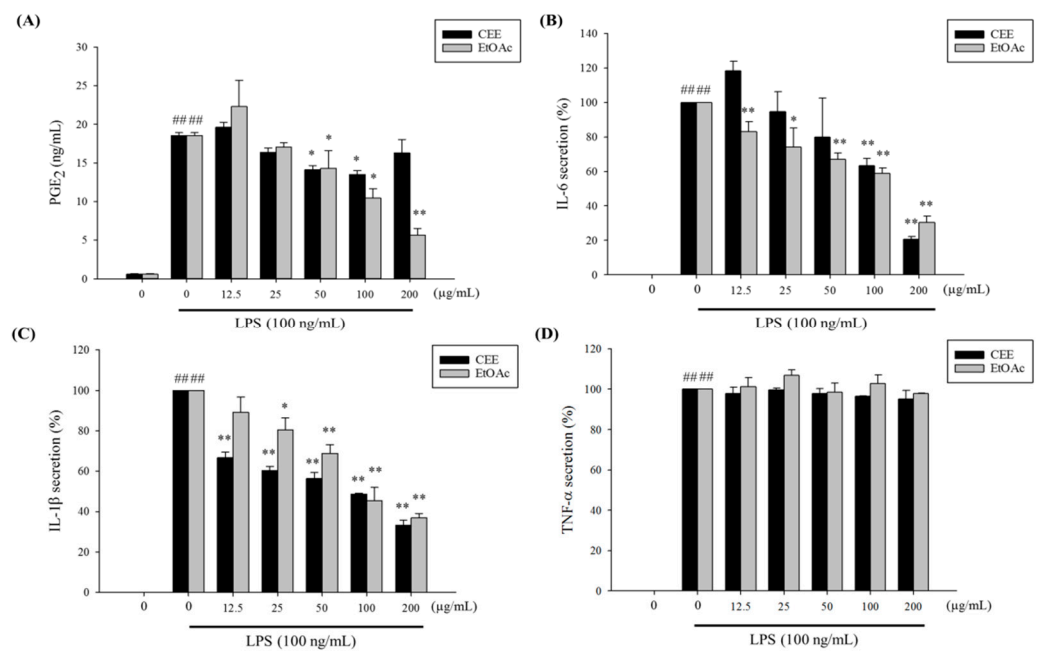 (A)
CEE
EtOAc
PGE2 (ng/mL)
30
25
20
15
10
5
0
## ##
*
*
*
*
**
0 0 12.5 25 50 100 200 (µg/mL)
LPS (100 ng/mL)
(B)
CEE
EtOAc
IL-6 secretion (%)
140
120
100
80
60
40
20
0
## ##
**
*
**
**
**
**
**
0 0 12.5 25 50 100 200 (µg/mL)
LPS (100 ng/mL)
(C)
CEE
EtOAc
IL-1β secretion (%)
120
100
80
60
40
20
0
## ##
**
**
*
**
**
**
**
**
**
0 0 12.5 25 50 100 200 (µg/mL)
LPS (100 ng/mL)
(D)
CEE
EtOAc
TNF-α secretion (%)
120
100
80
60
40
20
0
## ##
0 0 12.5 25 50 100 200 (µg/mL)
LPS (100 ng/mL)